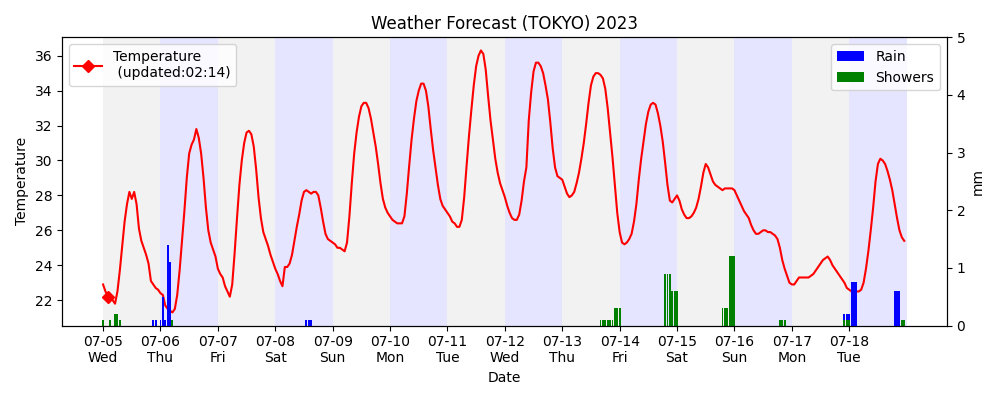 Weather Forecast (TOKYO) 2023
Temperature
(updated:02:14)
Rain
Showers
Temperature
36
34
32
30
28
26
24
22
5
4
3
2
1
0
mm
07-05 07-06 07-07 07-08 07-09 07-10 07-11 07-12 07-13 07-14 07-15 07-16 07-17 07-18
Wed Thu Fri Sat Sun Mon Tue Wed Thu Fri Sat Sun Mon Tue
Date